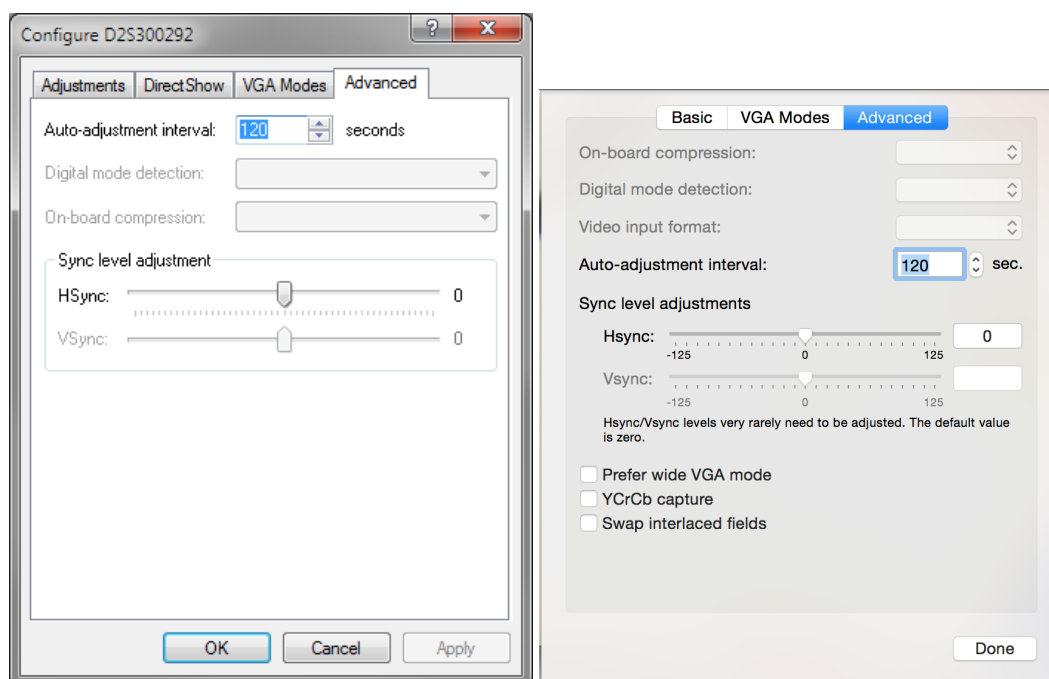 Configure D2S300292
?
Adjustments DirectShow VGA Modes Advanced
Auto-adjustment interval: 120 seconds
Digital mode detection:
On-board compression:
Sync level adjustment
HSync: 0
VSync: 0
OK Cancel Apply
Basic VGA Modes Advanced
On-board compression:
Digital mode detection:
Video input format:
Auto-adjustment interval: 120 sec.
Sync level adjustments
Hsync: 0
-125 0 125
Vsync:
-125 0 125
Hsync/Vsync levels very rarely need to be adjusted. The default value
is zero.
Prefer wide VGA mode
YCrCb capture
Swap interlaced fields
Done